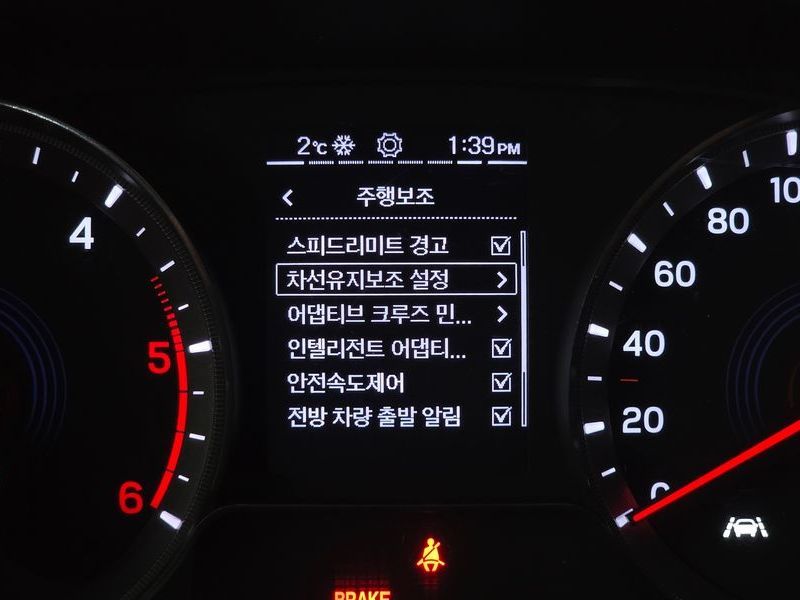 2℃ 1:39PM
주행보조
스피드리미트 경고
차선유지보조 설정
어댑티브 크루즈 민...
인텔리전트 어댑티...
안전속도제어
전방 차량 출발 알림
4
5
6
100
80
60
40
20
0
BRAKE